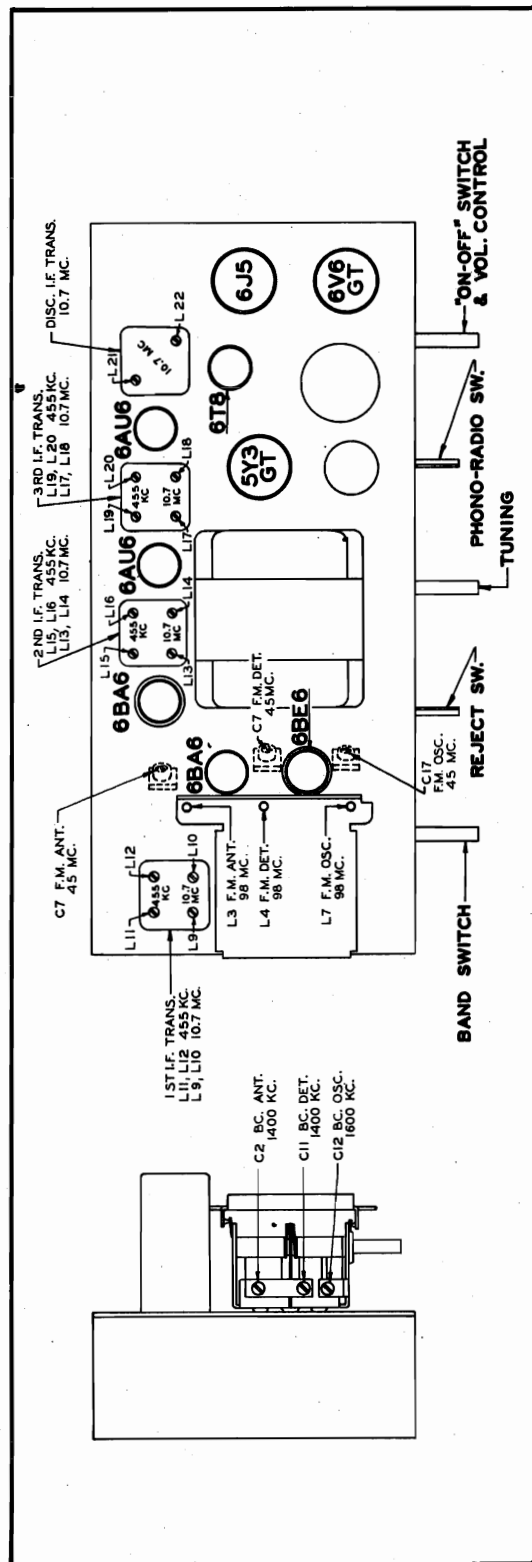 C2 BC. ANT.
1400 KC.
C11 BC. DET.
1400 KC.
C12 BC. OSC.
1600 KC.
1ST I.F. TRANS.
L11, L12 455 KC.
L9, L10 10.7 MC.
L11
L12
455
KC
10.7
MC
L9
L10
C7 F.M. ANT.
45 MC.
L3 F.M. ANT.
98 MC.
L4 F.M. DET.
98 MC.
L7 F.M. OSC.
98 MC.
6BA6
C7 F.M. DET.
45 MC.
6BE6
C17
F.M. OSC.
45 MC.
6BA6
2ND I.F. TRANS.
L15, L16 455 KC.
L13, L14 10.7 MC.
L15
L16
455
KC
10.7
MC
L13
L14
6AU6
3RD I.F. TRANS.
L19, L20 455 KC.
L17, L18 10.7 MC.
L19
L20
455
KC
10.7
MC
L17
L18
6AU6
DISC. I.F. TRANS.
10.7 MC.
L21
10.7 MC
L22
5Y3
GT
6T8
6J5
6V6
GT
BAND SWITCH
REJECT SW.
TUNING
PHONO-RADIO SW.
"ON-OFF" SWITCH
& VOL. CONTROL